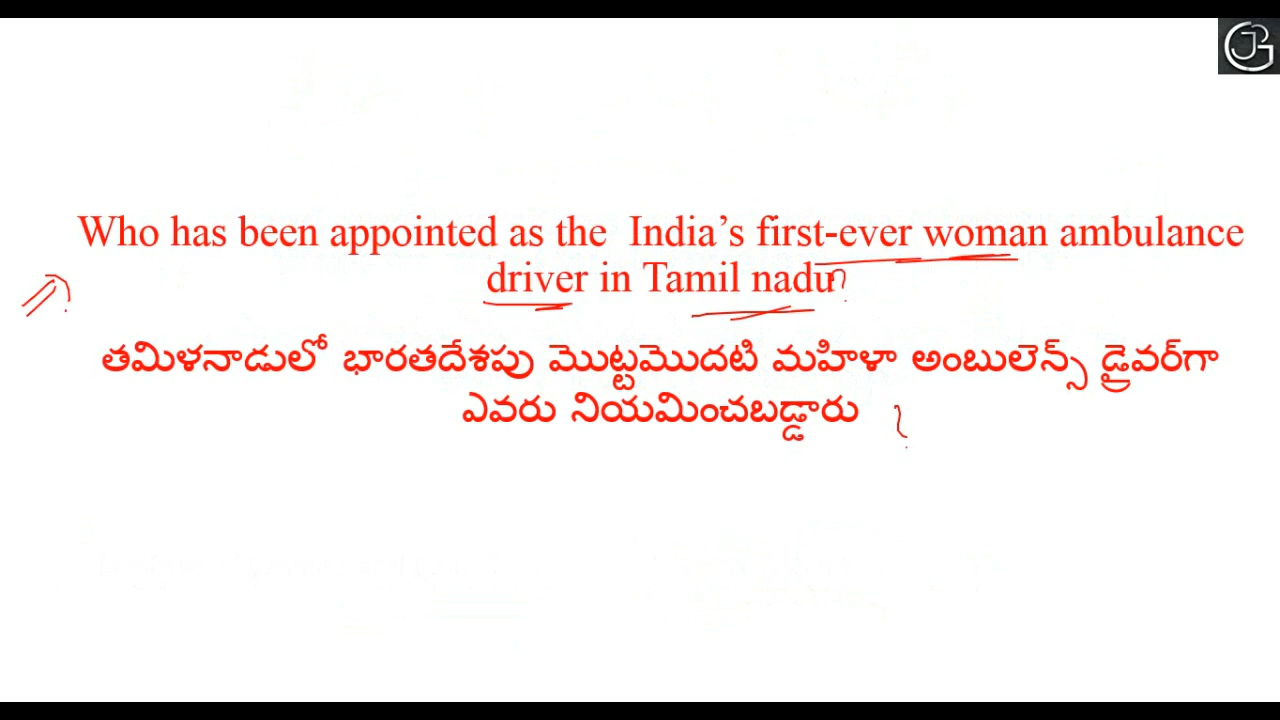 Who has been appointed as the India's first-ever woman ambulance
driver in Tamil nadu?
తమిళనాడులో భారతదేశపు మొట్టమొదటి మహిళా అంబులెన్స్ డ్రైవర్‌గా
ఎవరు నియమించబడ్డారు ?